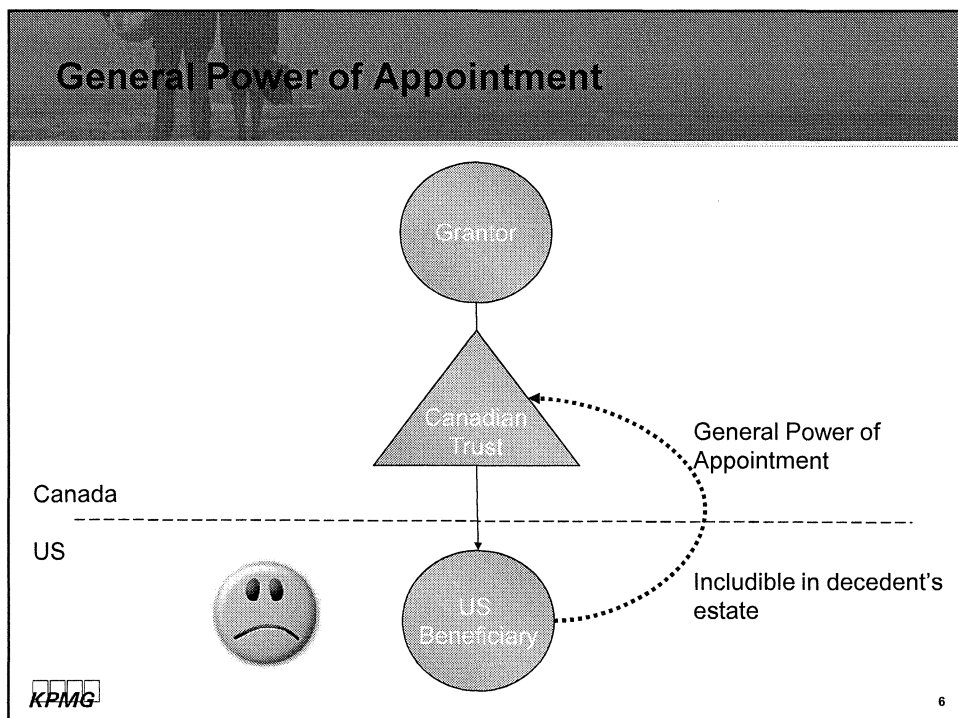 General Power of Appointment
Grantor
Canadian
Trust
General Power of
Appointment
Canada
US
Includible in decedent's
estate
US
Beneficiary
KPMG
6